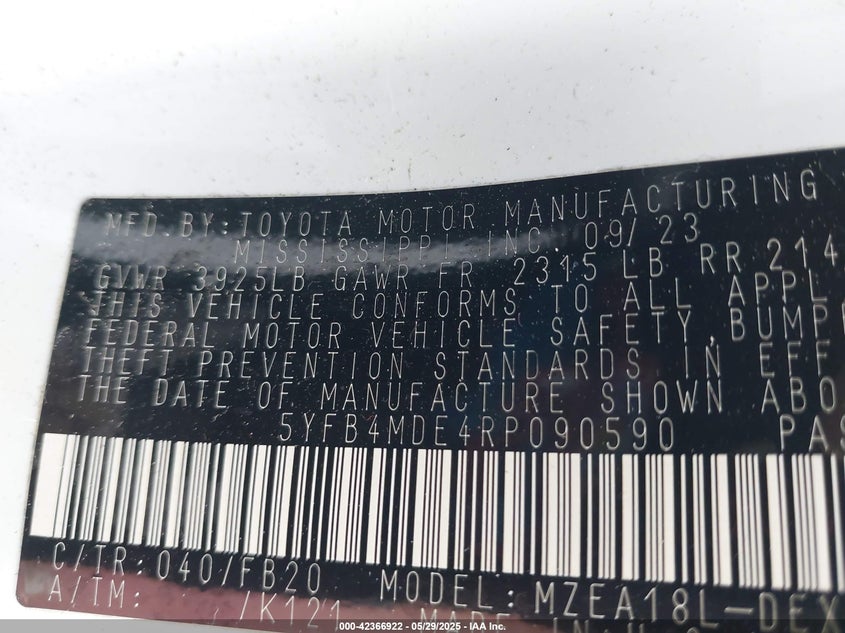 MFD.BY:TOYOTA MOTOR MANUFACTURING
MISSISSIPPI,INC. 09/23
GVWR 3925LB GAWR FR 2315 LB RR 214
THIS VEHICLE CONFORMS TO ALL APPL
FEDERAL MOTOR VEHICLE SAFETY,BUMP
THEFT PREVENTION STANDARDS IN EFF
THE DATE OF MANUFACTURE SHOWN ABO
5YFB4MDE4RP090590 PAS
C/TR:040/FB20 MODEL:MZEA18L-DEX
A/TM: /K121
000-42366922 - 05/29/2025 - IAA Inc.